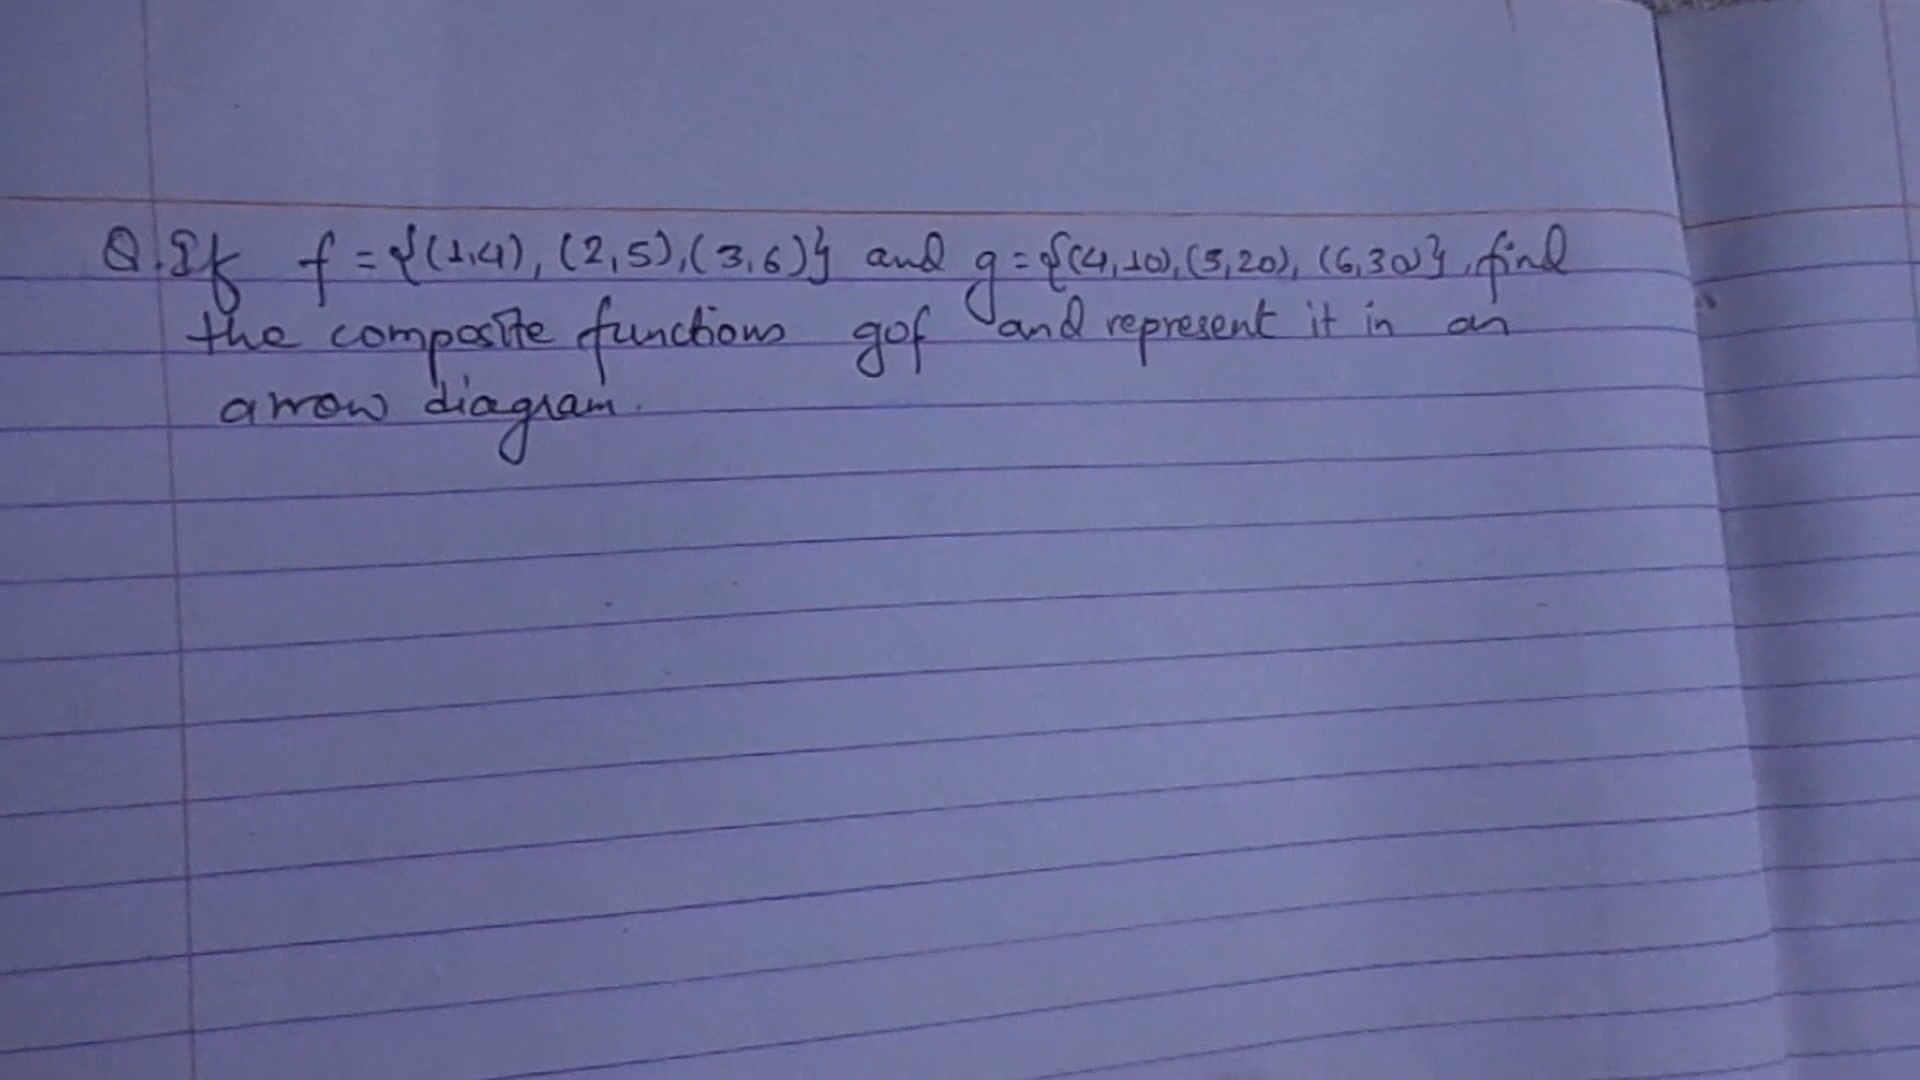 Q. If f = {(1,4), (2,5), (3,6)} and g = {(4,10), (5,20), (6,30)}, find
the composite functions gof and represent it in an
arrow diagram.